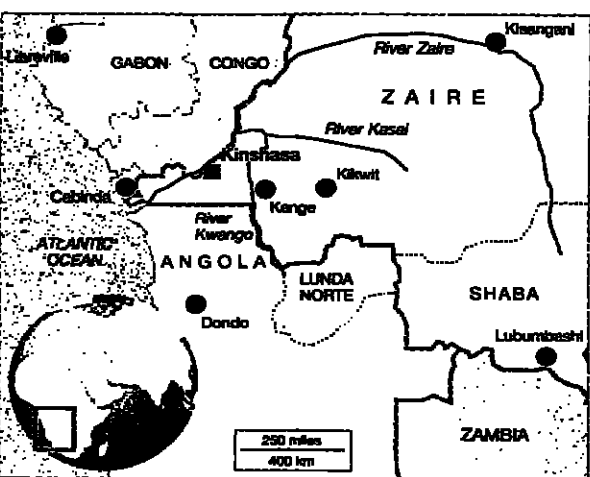 Kisangani
Libreville
GABON
CONGO
River Zaire
ZAIRE
River Kasai
Kinshasa
Cabinda
Kenge
Kikwit
River
Kwango
ATLANTIC
OCEAN
ANGOLA
LUNDA
NORTE
SHABA
Dondo
Lubumbashi
250 miles
400 km
ZAMBIA